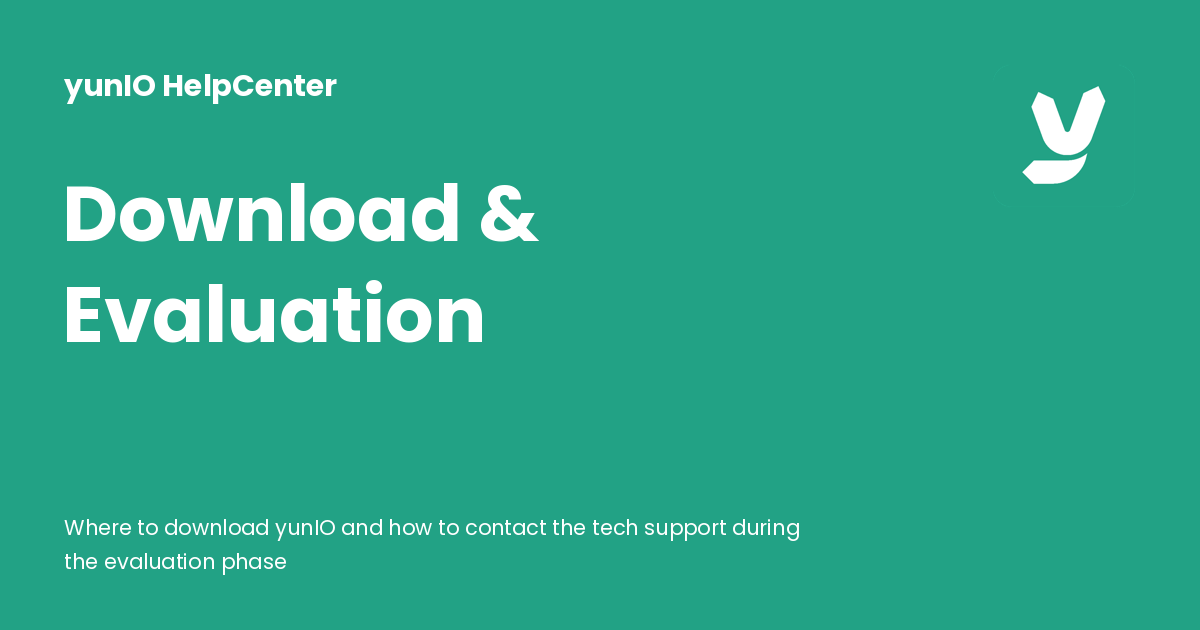 yunIO HelpCenter
Download &
Evaluation
Where to download yunIO and how to contact the tech support during
the evaluation phase